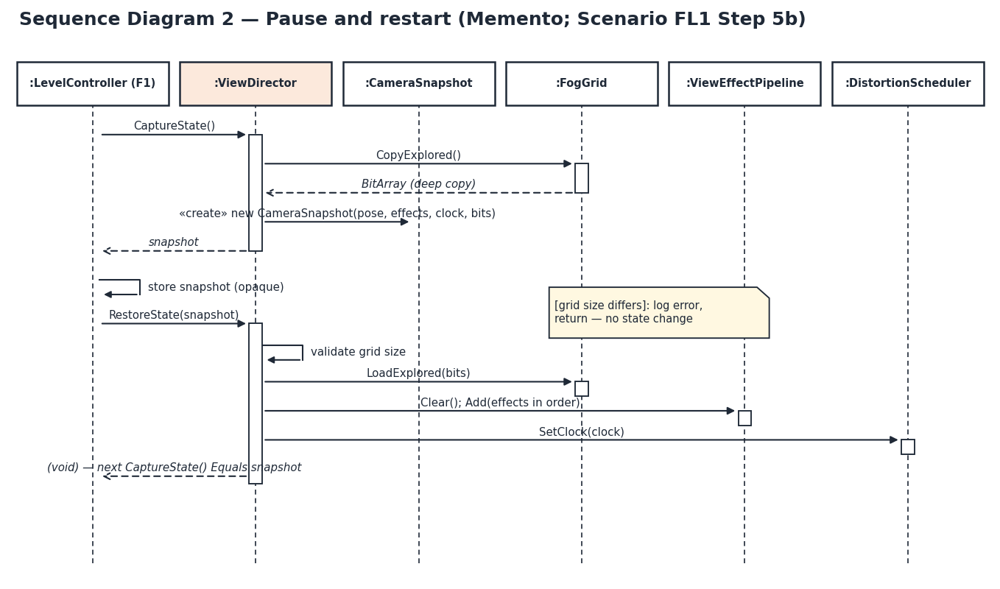 Sequence Diagram 2 — Pause and restart (Memento; Scenario FL1 Step 5b)
:LevelController (F1)
:ViewDirector
:CameraSnapshot
:FogGrid
:ViewEffectPipeline
:DistortionScheduler
CaptureState()
CopyExplored()
BitArray (deep copy)
«create» new CameraSnapshot(pose, effects, clock, bits)
snapshot
store snapshot (opaque)
[grid size differs]: log error,
return — no state change
RestoreState(snapshot)
validate grid size
LoadExplored(bits)
Clear(); Add(effects in order)
SetClock(clock)
(void) — next CaptureState() Equals snapshot